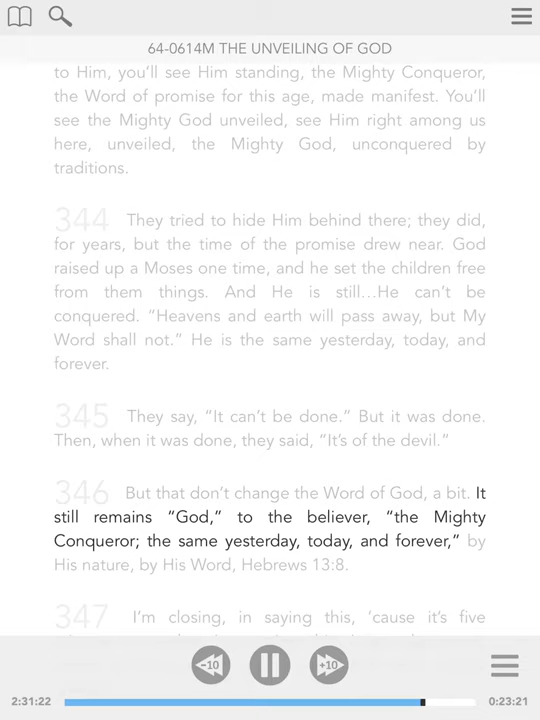 64-0614M THE UNVEILING OF GOD
to Him, you’ll see Him standing, the Mighty Conqueror,
the Word of promise for this age, made manifest. You’ll
see the Mighty God unveiled, see Him right among us
here, unveiled, the Mighty God, unconquered by
traditions.
344 They tried to hide Him behind there; they did,
for years, but the time of the promise drew near. God
raised up a Moses one time, and he set the children free
from them things. And He is still…He can’t be
conquered. “Heavens and earth will pass away, but My
Word shall not.” He is the same yesterday, today, and
forever.
345 They say, “It can’t be done.” But it was done.
Then, when it was done, they said, “It’s of the devil.”
346 But that don’t change the Word of God, a bit. It
still remains “God,” to the believer, “the Mighty
Conqueror; the same yesterday, today, and forever,” by
His nature, by His Word, Hebrews 13:8.
347 I’m closing, in saying this, ’cause it’s five
-10 +10
2:31:22 0:23:21